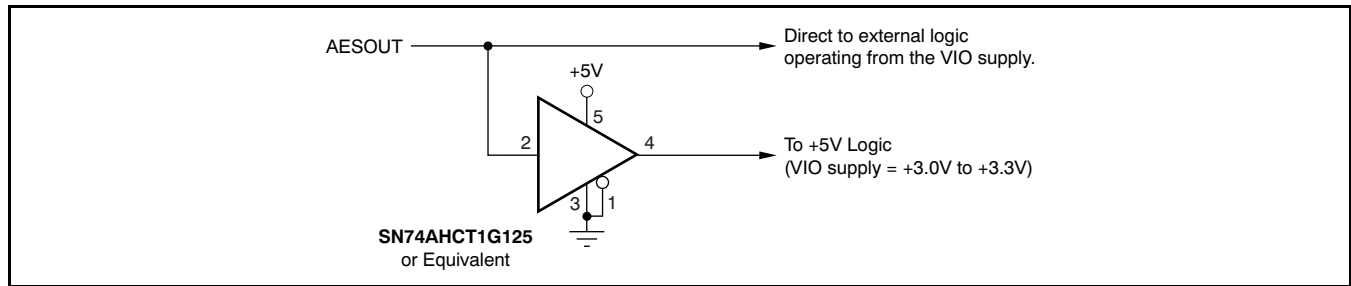 AESOUT
Direct to external logic
operating from the VIO supply.
+5V
5
2
4
To +5V Logic
(VIO supply = +3.0V to +3.3V)
3
1
SN74AHCT1G125
or Equivalent